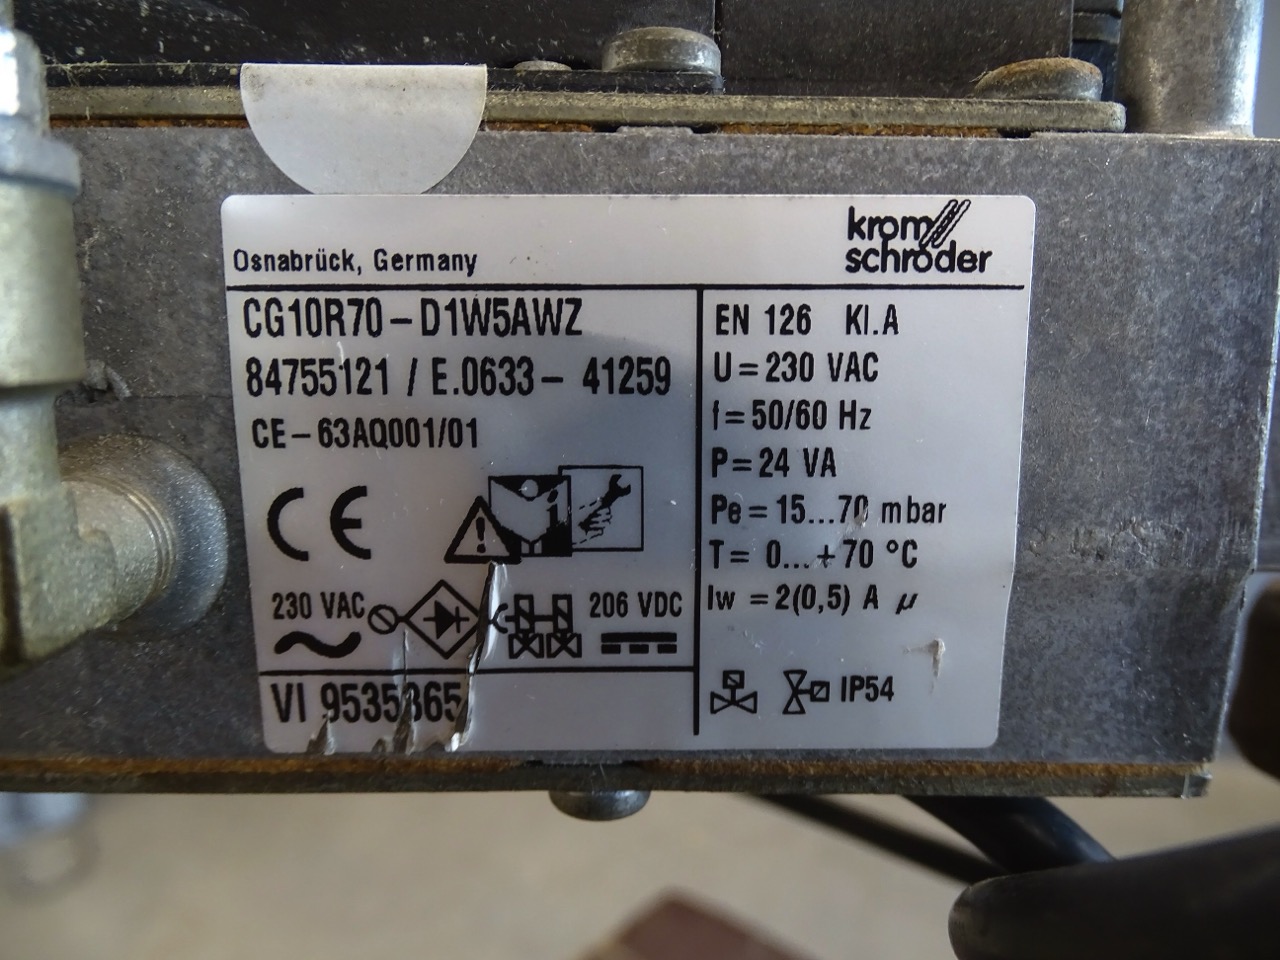 krom
schroder
Osnabrück, Germany
CG10R70-D1W5AWZ
84755121 / E.0633- 41259
CE-63AQ001/01
CE
230 VAC
206 VDC
VI 9535865
EN 126 Kl.A
U=230 VAC
f=50/60 Hz
P=24 VA
Pe=15...70 mbar
T= 0...+70 °C
Iw =2(0,5) A µ
IP54